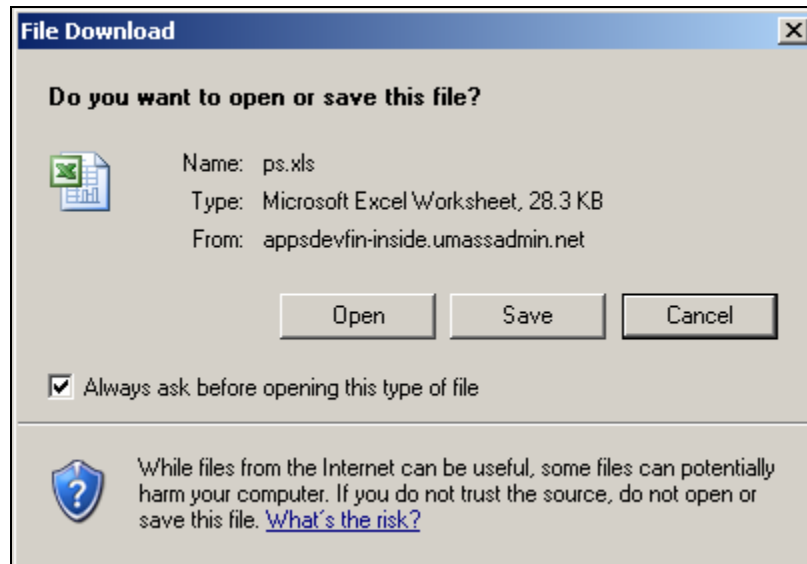 File Download
Do you want to open or save this file?
Name: ps.xls
Type: Microsoft Excel Worksheet, 28.3 KB
From: appsdevfin-inside.umassadmin.net
Open Save Cancel
Always ask before opening this type of file
While files from the Internet can be useful, some files can potentially
harm your computer. If you do not trust the source, do not open or
save this file. What's the risk?